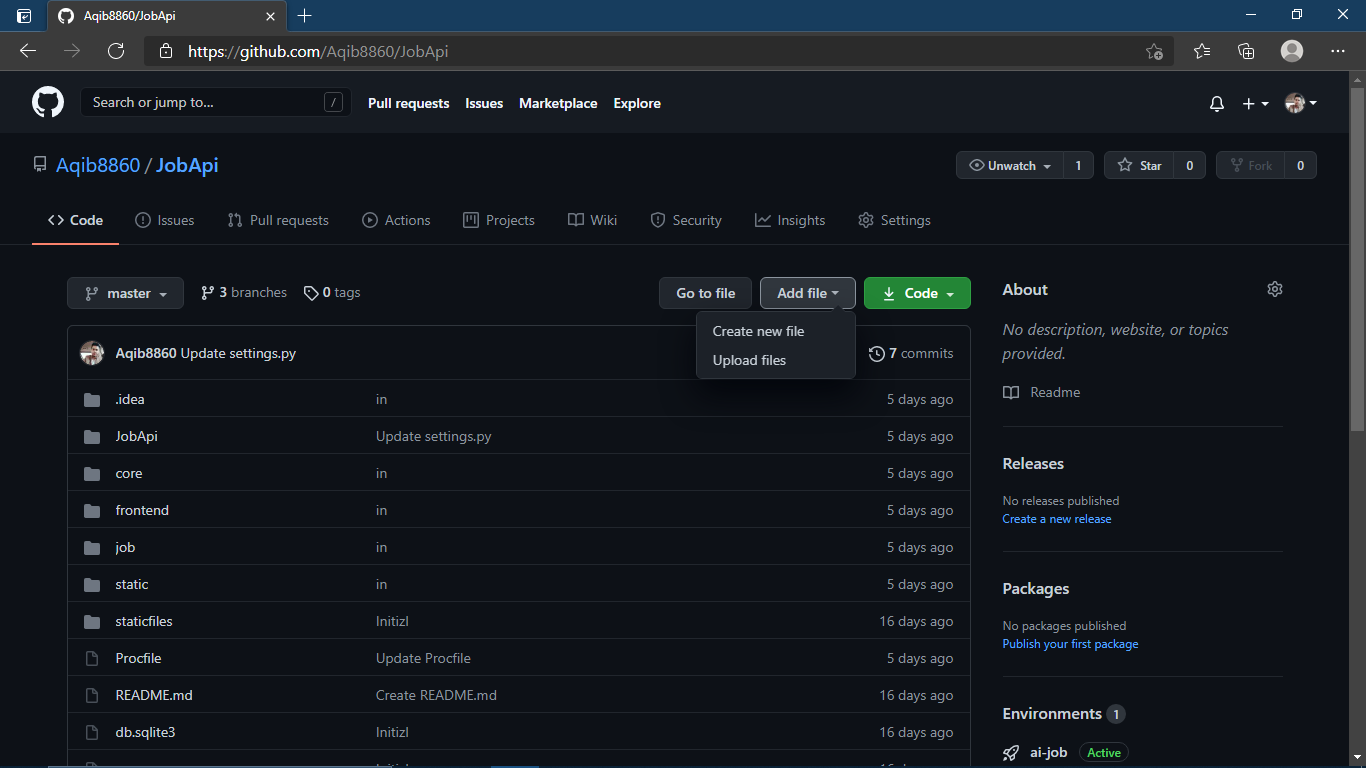 Aqib8860/JobApi
https://github.com/Aqib8860/JobApi
Search or jump to... /
Pull requests Issues Marketplace Explore
Aqib8860 / JobApi
Unwatch 1 Star 0 Fork 0
Code Issues Pull requests Actions Projects Wiki Security Insights Settings
master 3 branches 0 tags
Go to file Add file Code
Create new file
Upload files
Aqib8860 Update settings.py
7 commits
.idea in 5 days ago
JobApi Update settings.py 5 days ago
core in 5 days ago
frontend in 5 days ago
job in 5 days ago
static in 5 days ago
staticfiles Initizl 16 days ago
Procfile Update Procfile 5 days ago
README.md Create README.md 16 days ago
db.sqlite3 Initizl 16 days ago
About
No description, website, or topics
provided.
Readme
Releases
No releases published
Create a new release
Packages
No packages published
Publish your first package
Environments 1
ai-job Active